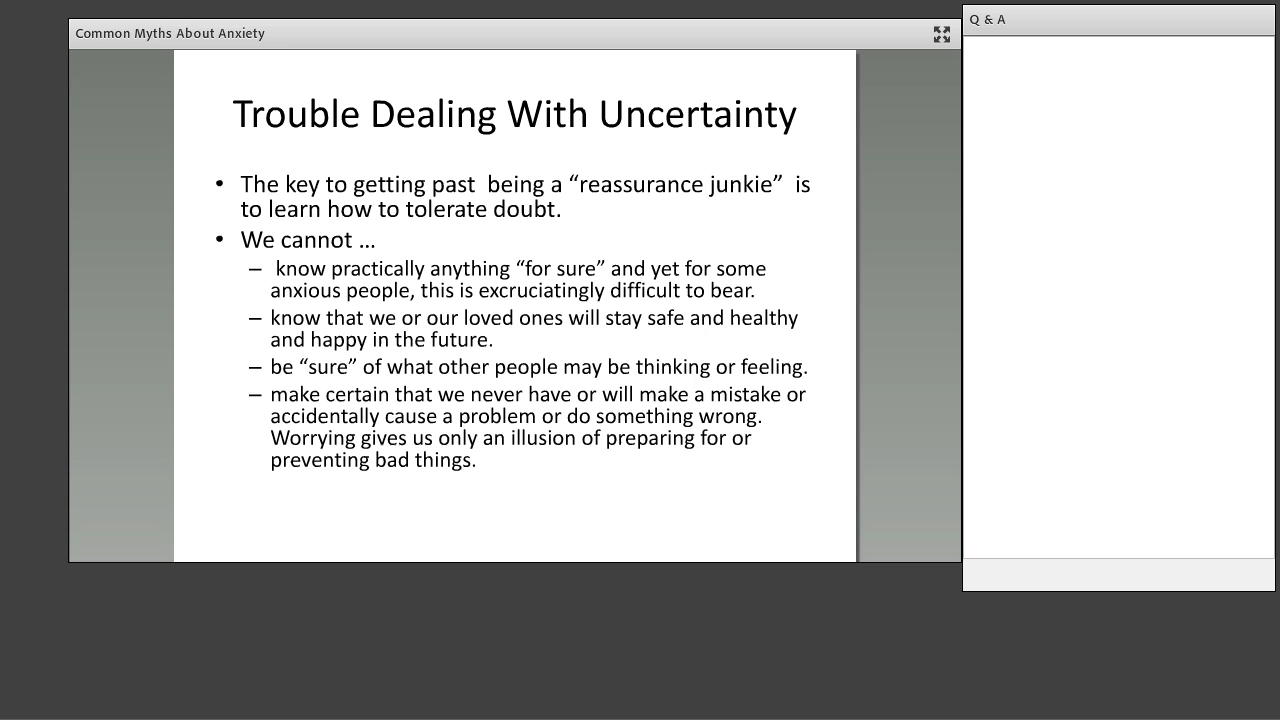 Common Myths About Anxiety
Q & A
Trouble Dealing With Uncertainty
• The key to getting past  being a “reassurance junkie”  is
to learn how to tolerate doubt.
• We cannot …
–  know practically anything “for sure” and yet for some
anxious people, this is excruciatingly difficult to bear.
– know that we or our loved ones will stay safe and healthy
and happy in the future.
– be “sure” of what other people may be thinking or feeling.
– make certain that we never have or will make a mistake or
accidentally cause a problem or do something wrong.
Worrying gives us only an illusion of preparing for or
preventing bad things.